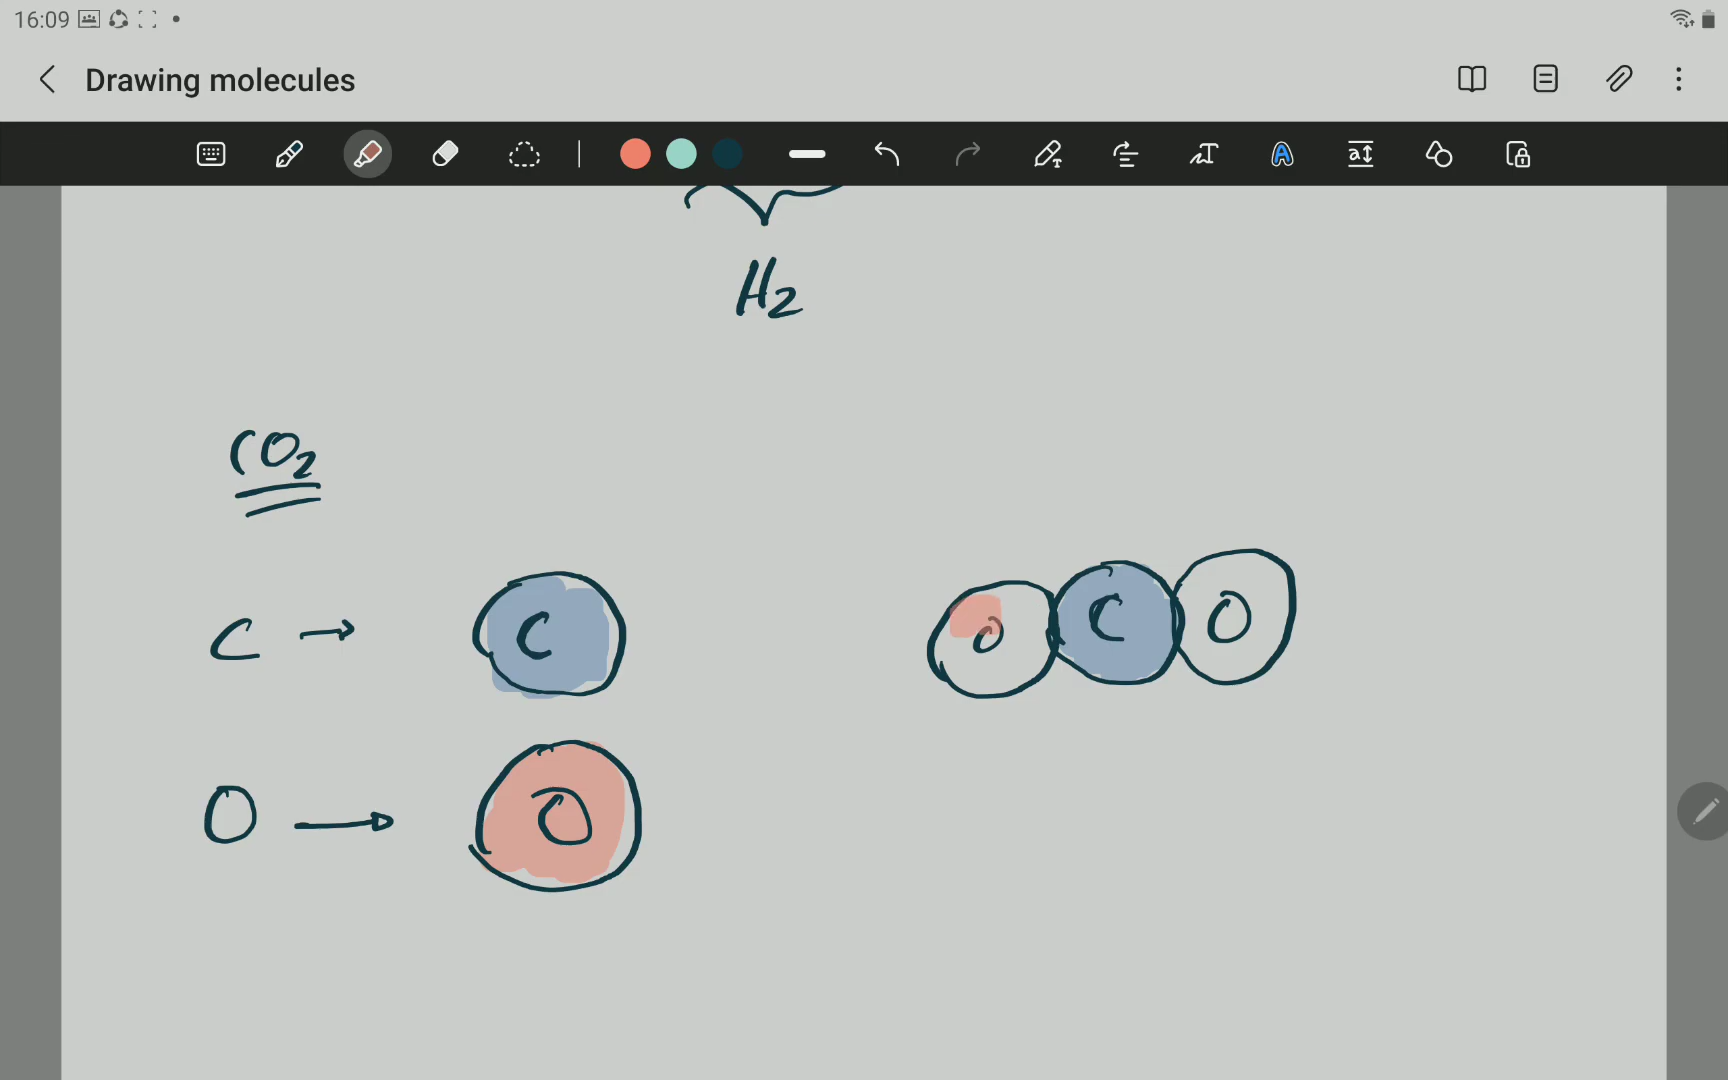 16:09
Drawing molecules
H2
CO2
C → C
O C O
O → O